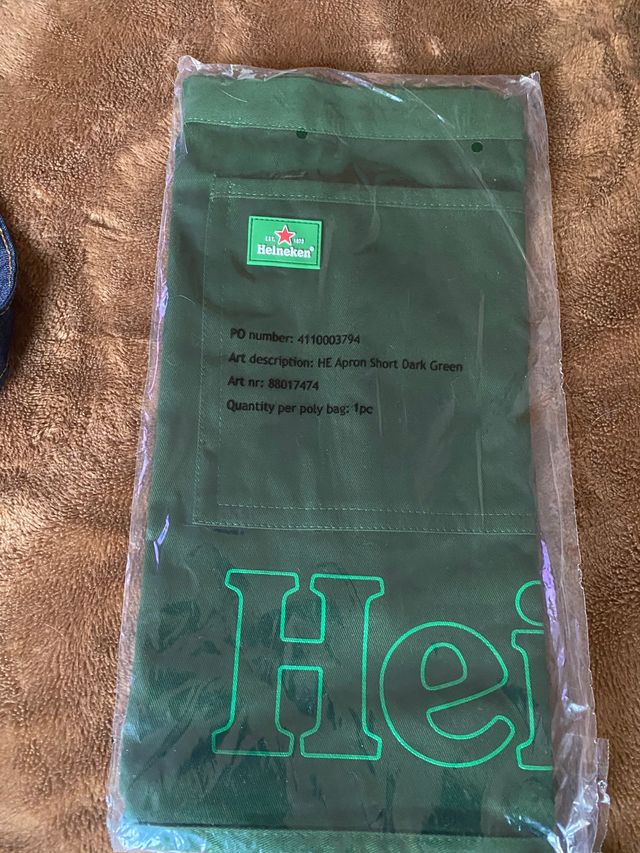 EST. 1873
Heineken®
PO number: 4110003794
Art description: HE Apron Short Dark Green
Art nr: 88017474
Quantity per poly bag: 1pc
Hei